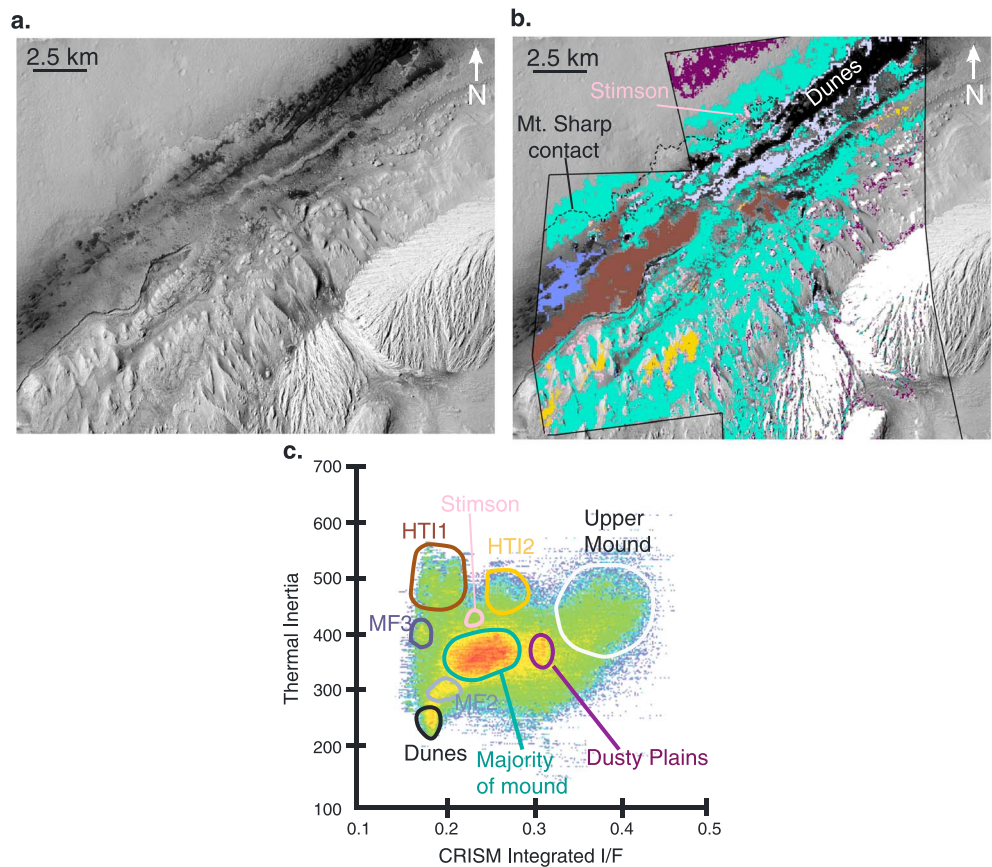 a.
2.5 km
N
b.
2.5 km
N
Dunes
Stimson
Mt. Sharp
contact
c.
700
600
500
400
300
200
100
Thermal Inertia
Stimson
HTI1
HTI2
Upper
Mound
MF3
MF2
Dunes
Majority
of mound
Dusty Plains
0.1
0.2
0.3
0.4
0.5
CRISM Integrated I/F